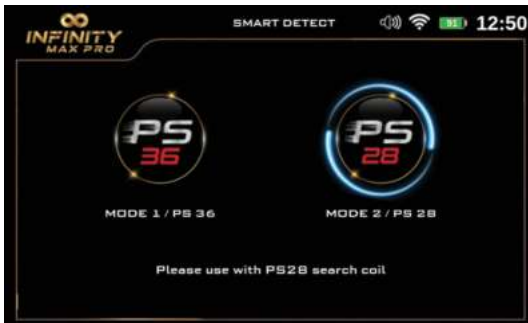 INFINITY
MAX PRO
SMART DETECT
91
12:50
PS
36
PS
28
MODE 1 / PS 36
MODE 2 / PS 28
Please use with PS28 search coil